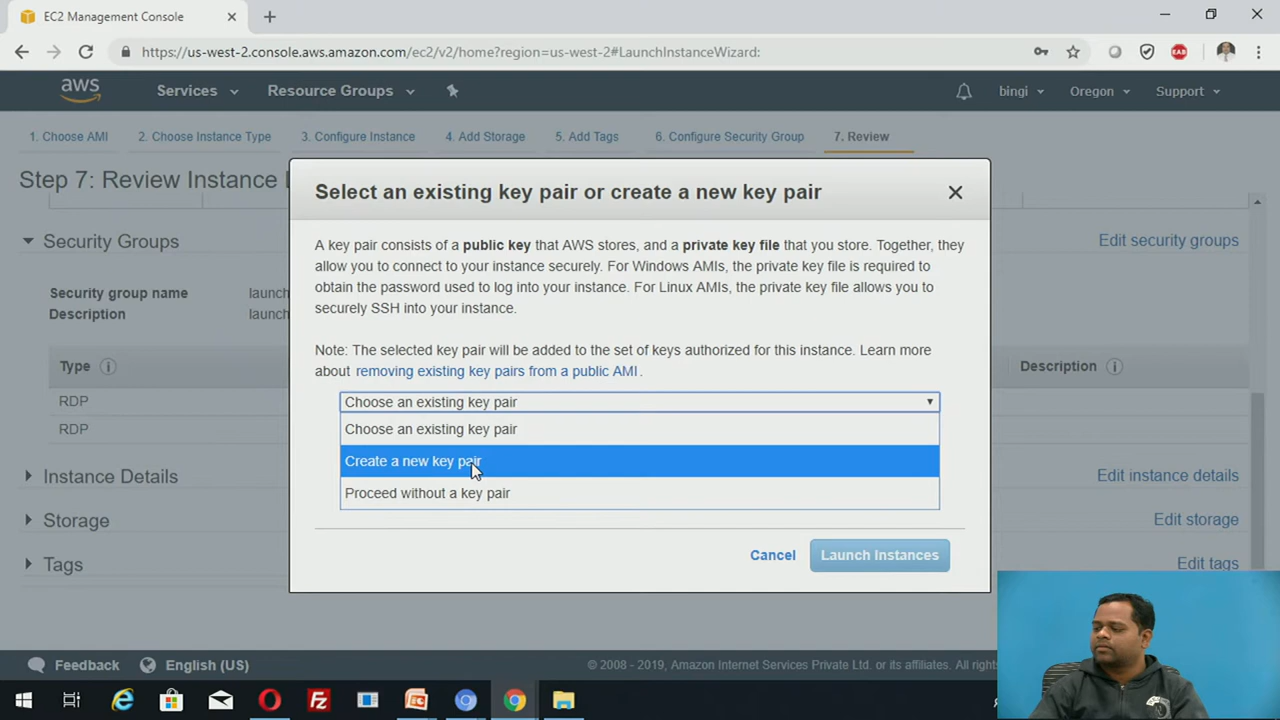 EC2 Management Console
https://us-west-2.console.aws.amazon.com/ec2/v2/home?region=us-west-2#LaunchInstanceWizard:
EAB
aws Services Resource Groups bingi Oregon Support
1. Choose AMI 2. Choose Instance Type 3. Configure Instance 4. Add Storage 5. Add Tags 6. Configure Security Group 7. Review
Step 7: Review Instance
Security Groups Edit security groups
Security group name launch
Description launch
Type Description
RDP
RDP
Instance Details Edit instance details
Storage Edit storage
Tags Edit tags
Select an existing key pair or create a new key pair
A key pair consists of a public key that AWS stores, and a private key file that you store. Together, they
allow you to connect to your instance securely. For Windows AMIs, the private key file is required to
obtain the password used to log into your instance. For Linux AMIs, the private key file allows you to
securely SSH into your instance.
Note: The selected key pair will be added to the set of keys authorized for this instance. Learn more
about removing existing key pairs from a public AMI.
Choose an existing key pair
Choose an existing key pair
Create a new key pair
Proceed without a key pair
Cancel Launch Instances
Feedback English (US) © 2008 - 2019, Amazon Internet Services Private Ltd. or its affiliates. All